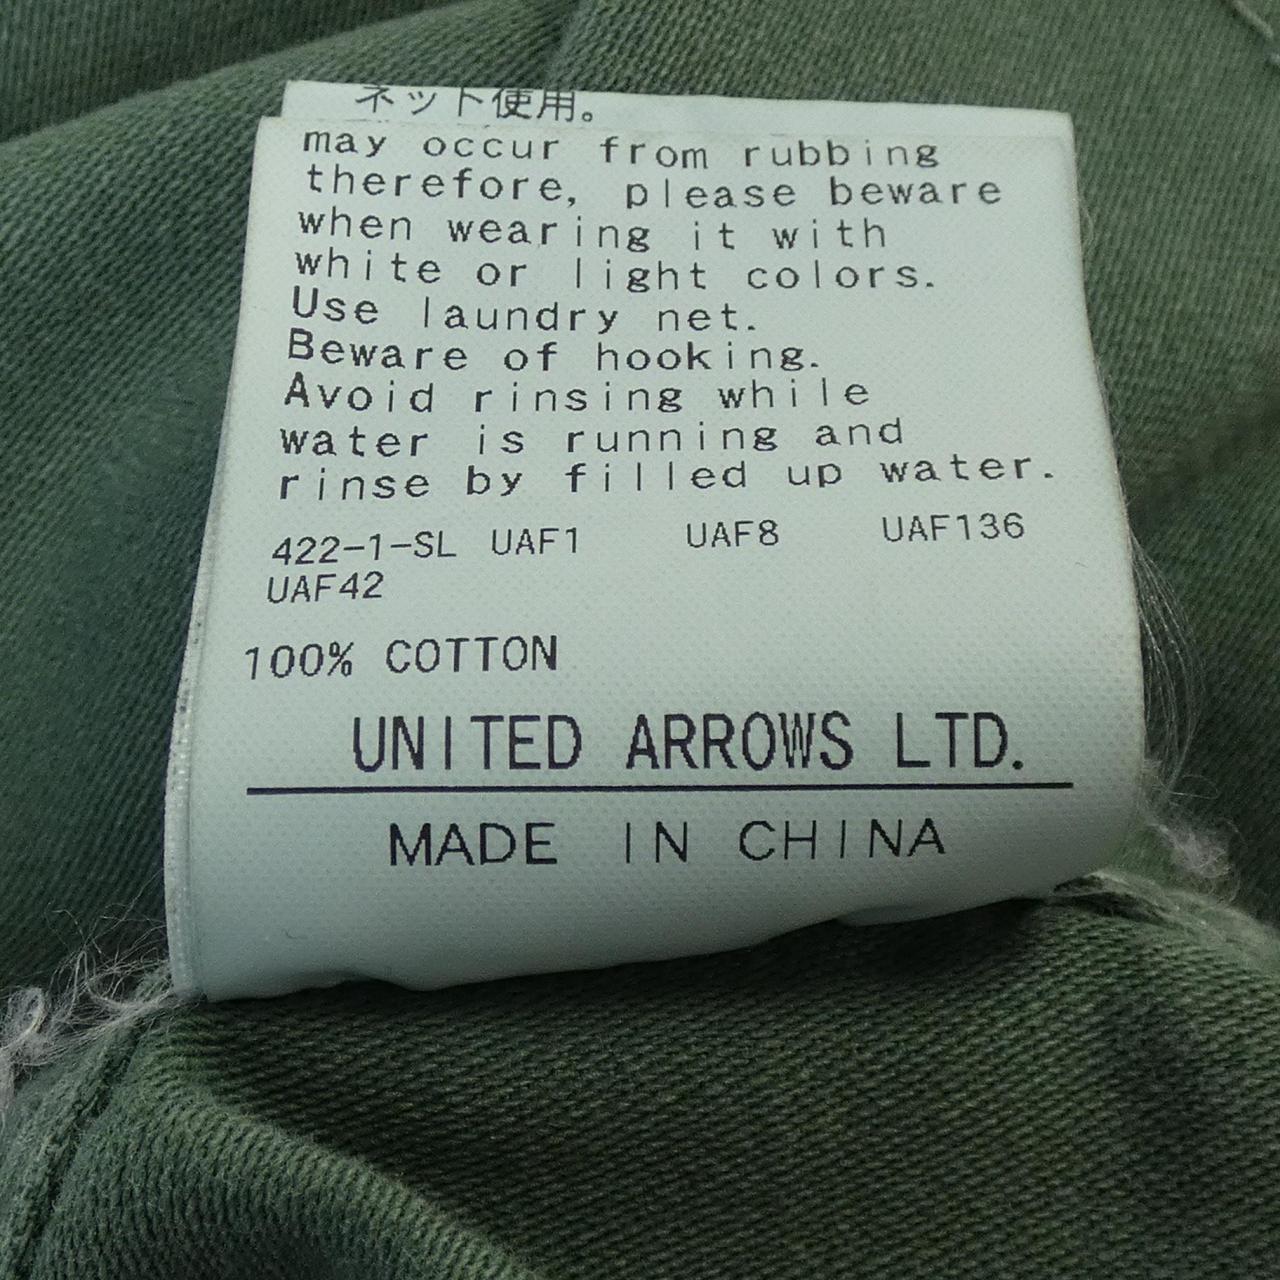 ネット使用。
may occur from rubbing
therefore, please beware
when wearing it with
white or light colors.
Use laundry net.
Beware of hooking.
Avoid rinsing while
water is running and
rinse by filled up water.
422-1-SL UAF1 UAF8 UAF136
UAF42
100% COTTON
UNITED ARROWS LTD.
MADE IN CHINA